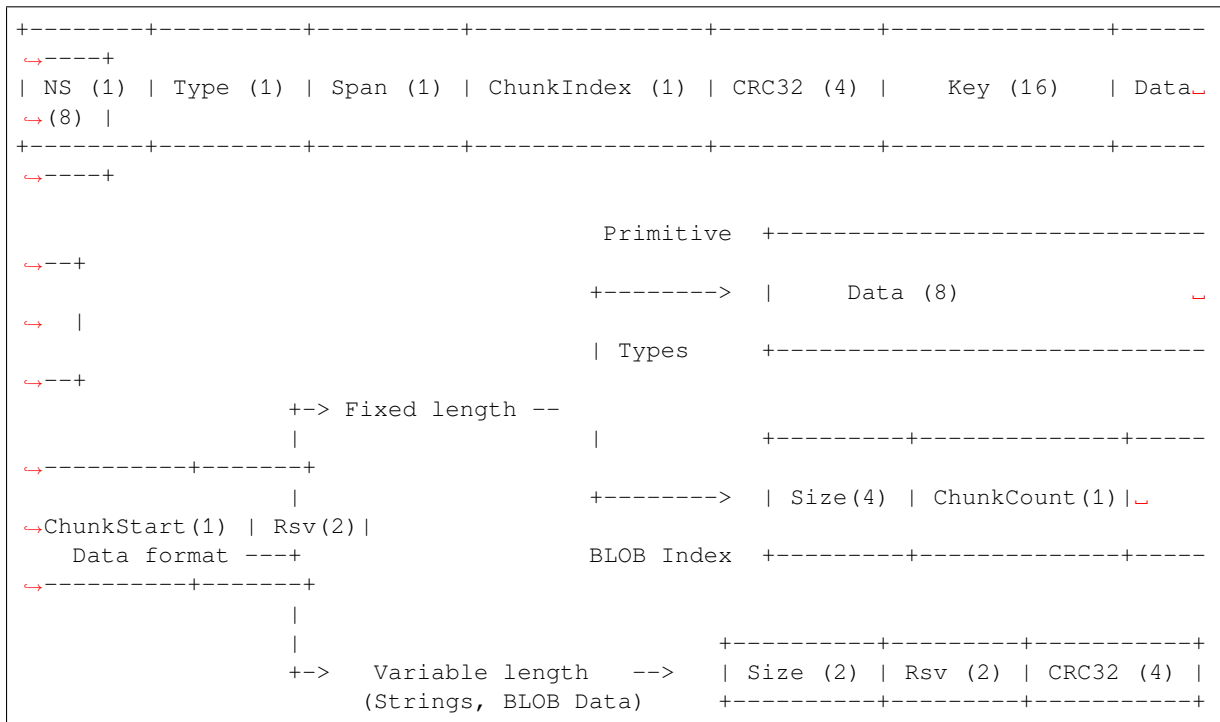 +--------+----------+----------+---------------+-----------+--------------+------
↪----+
| NS (1) | Type (1) | Span (1) | ChunkIndex (1) | CRC32 (4) |    Key (16)   | Data␣
↪(8) |
+--------+----------+----------+---------------+-----------+--------------+------
↪----+
                                       Primitive  +-----------------------------
↪--+
                                      +-------->  |     Data (8)                ␣
↪  |
                                      | Types     +-----------------------------
↪--+
                  +-> Fixed length --
                  |                   |           +---------+--------------+-----
↪----------+-------+
                  |                   +-------->  | Size(4) | ChunkCount(1)|␣
↪ChunkStart(1) | Rsv(2)|
   Data format ---+                   BLOB Index  +---------+--------------+-----
↪----------+-------+
                  |
                  |                            +----------+---------+-----------+
                  +->   Variable length   -->  | Size (2) | Rsv (2) | CRC32 (4) |
                       (Strings, BLOB Data)    +----------+---------+-----------+